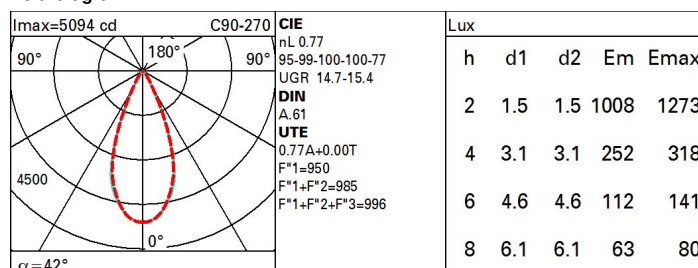 Imax=5094 cd C90-270
90° 180° 90°
4500
0°
α=42°
CIE
nL 0.77
95-99-100-100-77
UGR 14.7-15.4
DIN
A.61
UTE
0.77A+0.00T
F"1=950
F"1+F"2=985
F"1+F"2+F"3=996
Lux
h d1 d2 Em Emax
2 1.5 1.5 1008 1273
4 3.1 3.1 252 318
6 4.6 4.6 112 141
8 6.1 6.1 63 80